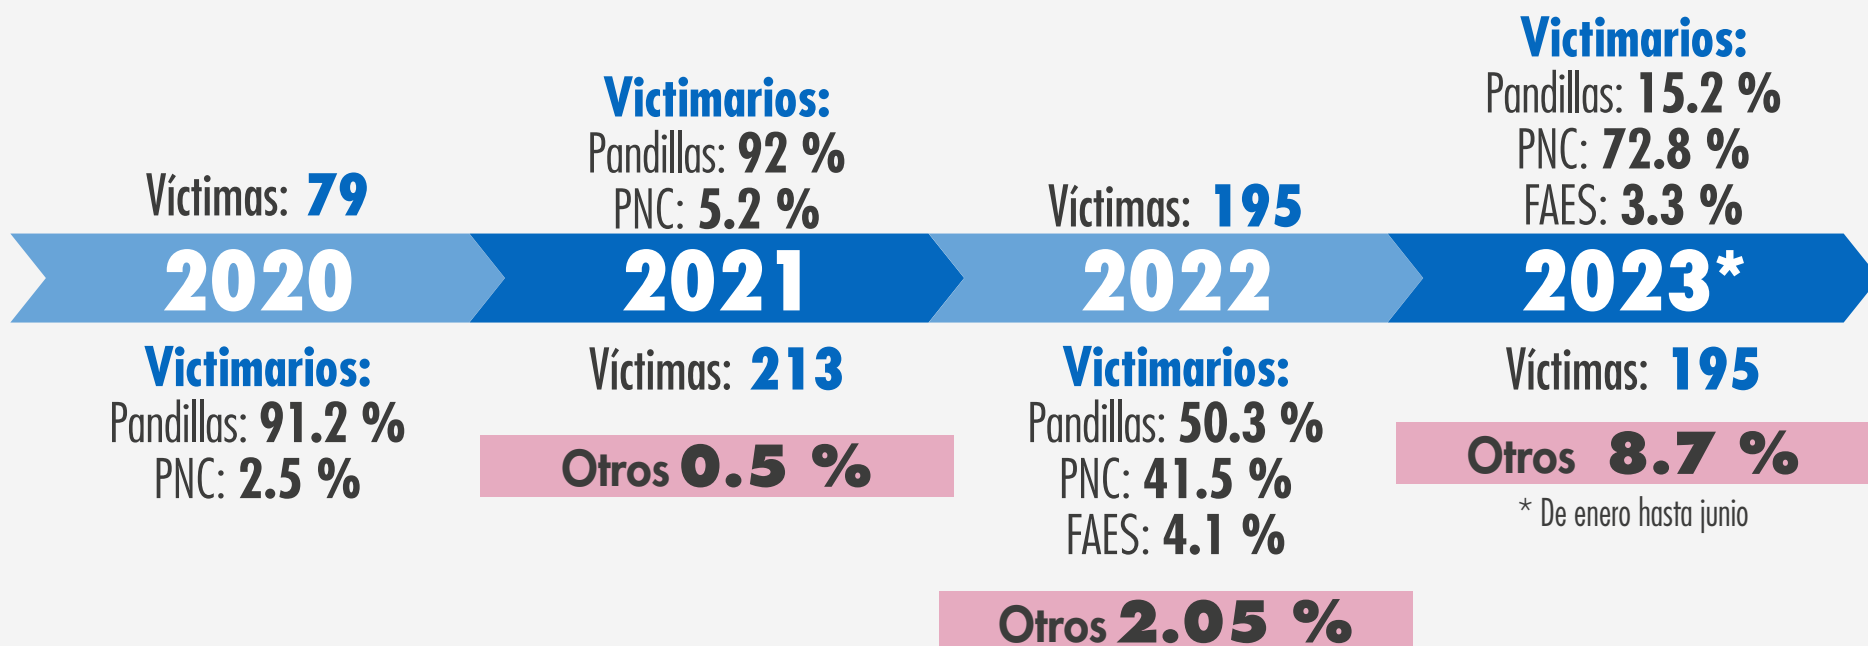 Víctimas: 79
2020
Victimarios:
Pandillas: 91.2 %
PNC: 2.5 %
Victimarios:
Pandillas: 92 %
PNC: 5.2 %
2021
Víctimas: 213
Otros 0.5 %
Víctimas: 195
2022
Victimarios:
Pandillas: 50.3 %
PNC: 41.5 %
FAES: 4.1 %
Otros 2.05 %
Victimarios:
Pandillas: 15.2 %
PNC: 72.8 %
FAES: 3.3 %
2023*
Víctimas: 195
Otros 8.7 %
* De enero hasta junio